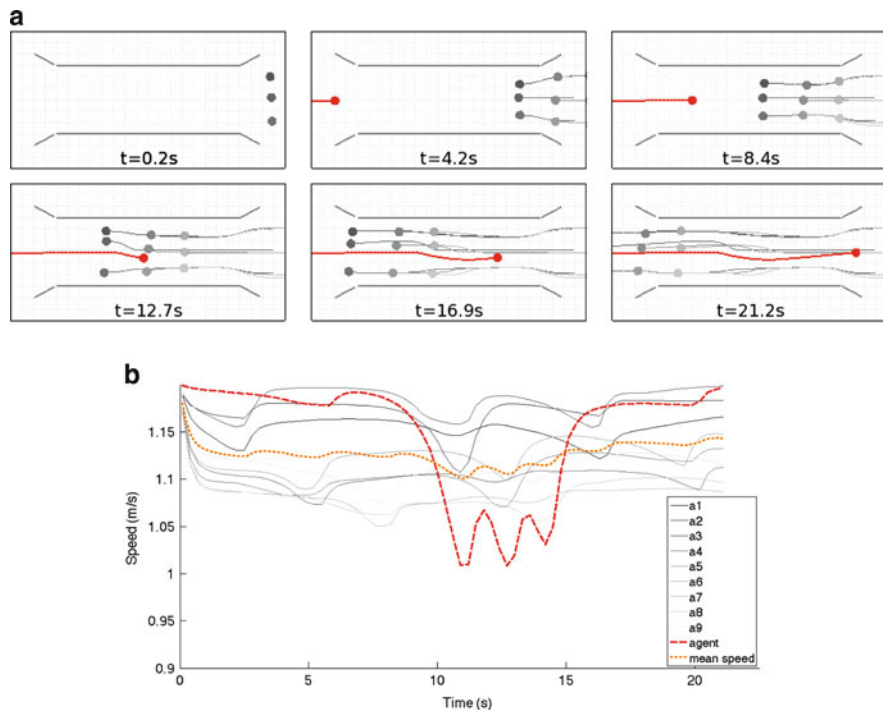 a
t=0.2s
t=4.2s
t=8.4s
t=12.7s
t=16.9s
t=21.2s
b
1.15
1.1
1.05
1
0.95
0.9
Speed (m/s)
0
5
10
15
20
Time (s)
a1
a2
a3
a4
a5
a6
a7
a8
a9
agent
mean speed